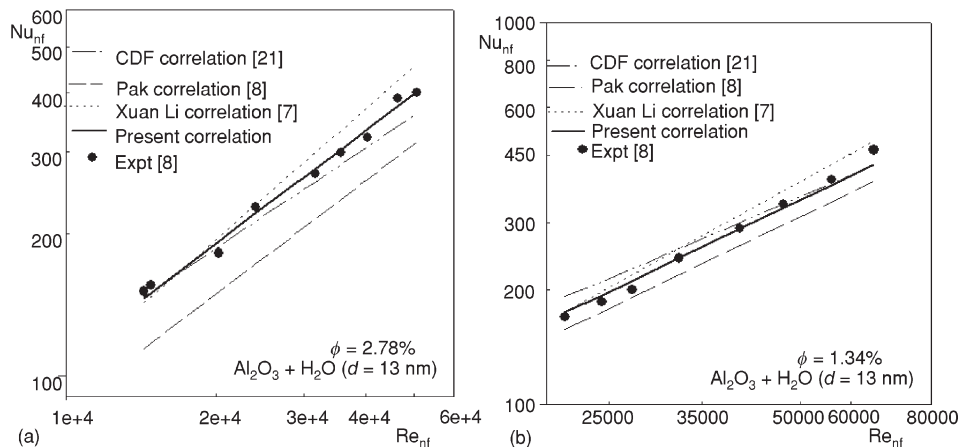 600
Nu_nf
500
CDF correlation [21]
Pak correlation [8]
400
Xuan Li correlation [7]
Present correlation
300
Expt [8]
200
ϕ = 2.78%
Al₂O₃ + H₂O (d = 13 nm)
100
1e+4 2e+4 3e+4 4e+4 6e+4
(a) Re_nf
1000
Nu_nf
800
CDF correlation [21]
Pak correlation [8]
600
Xuan Li correlation [7]
Present correlation
450
Expt [8]
300
200
ϕ = 1.34%
Al₂O₃ + H₂O (d = 13 nm)
100
25000 35000 50000 60000 80000
(b) Re_nf